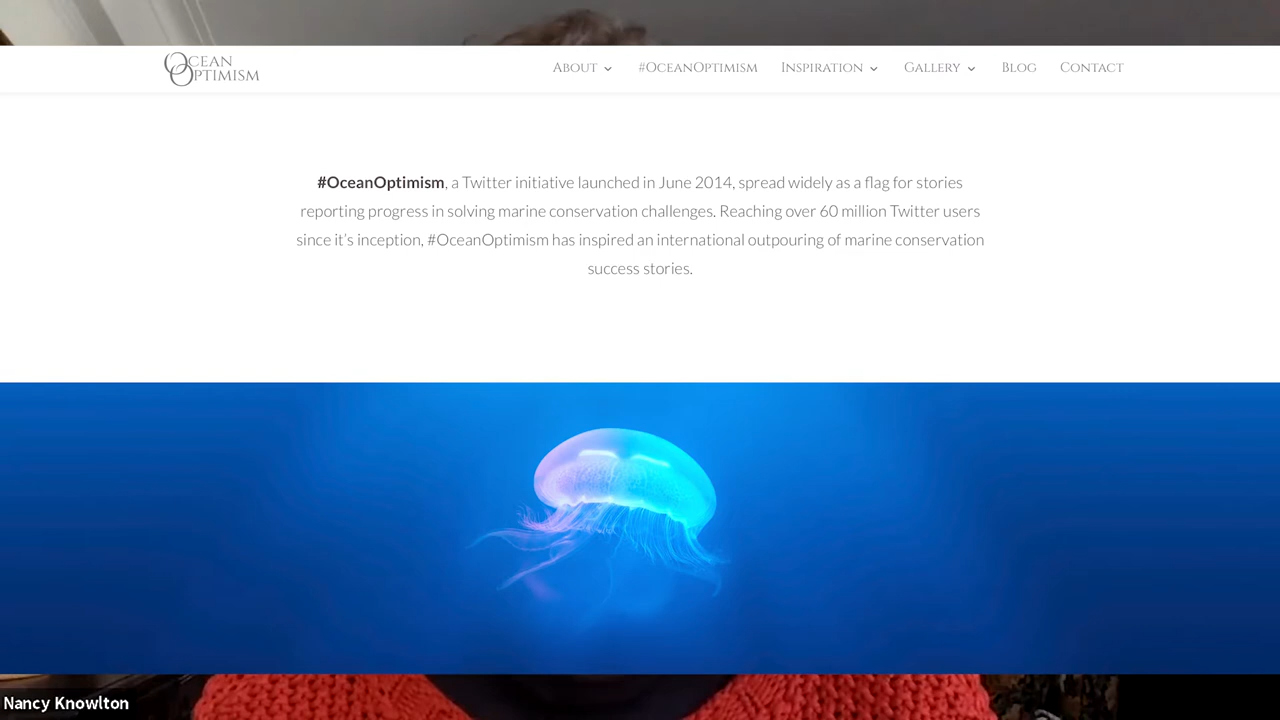 OCEAN OPTIMISM
ABOUT #OCEANOPTIMISM INSPIRATION GALLERY BLOG CONTACT
#OceanOptimism, a Twitter initiative launched in June 2014, spread widely as a flag for stories
reporting progress in solving marine conservation challenges. Reaching over 60 million Twitter users
since it's inception, #OceanOptimism has inspired an international outpouring of marine conservation
success stories.
Nancy Knowlton